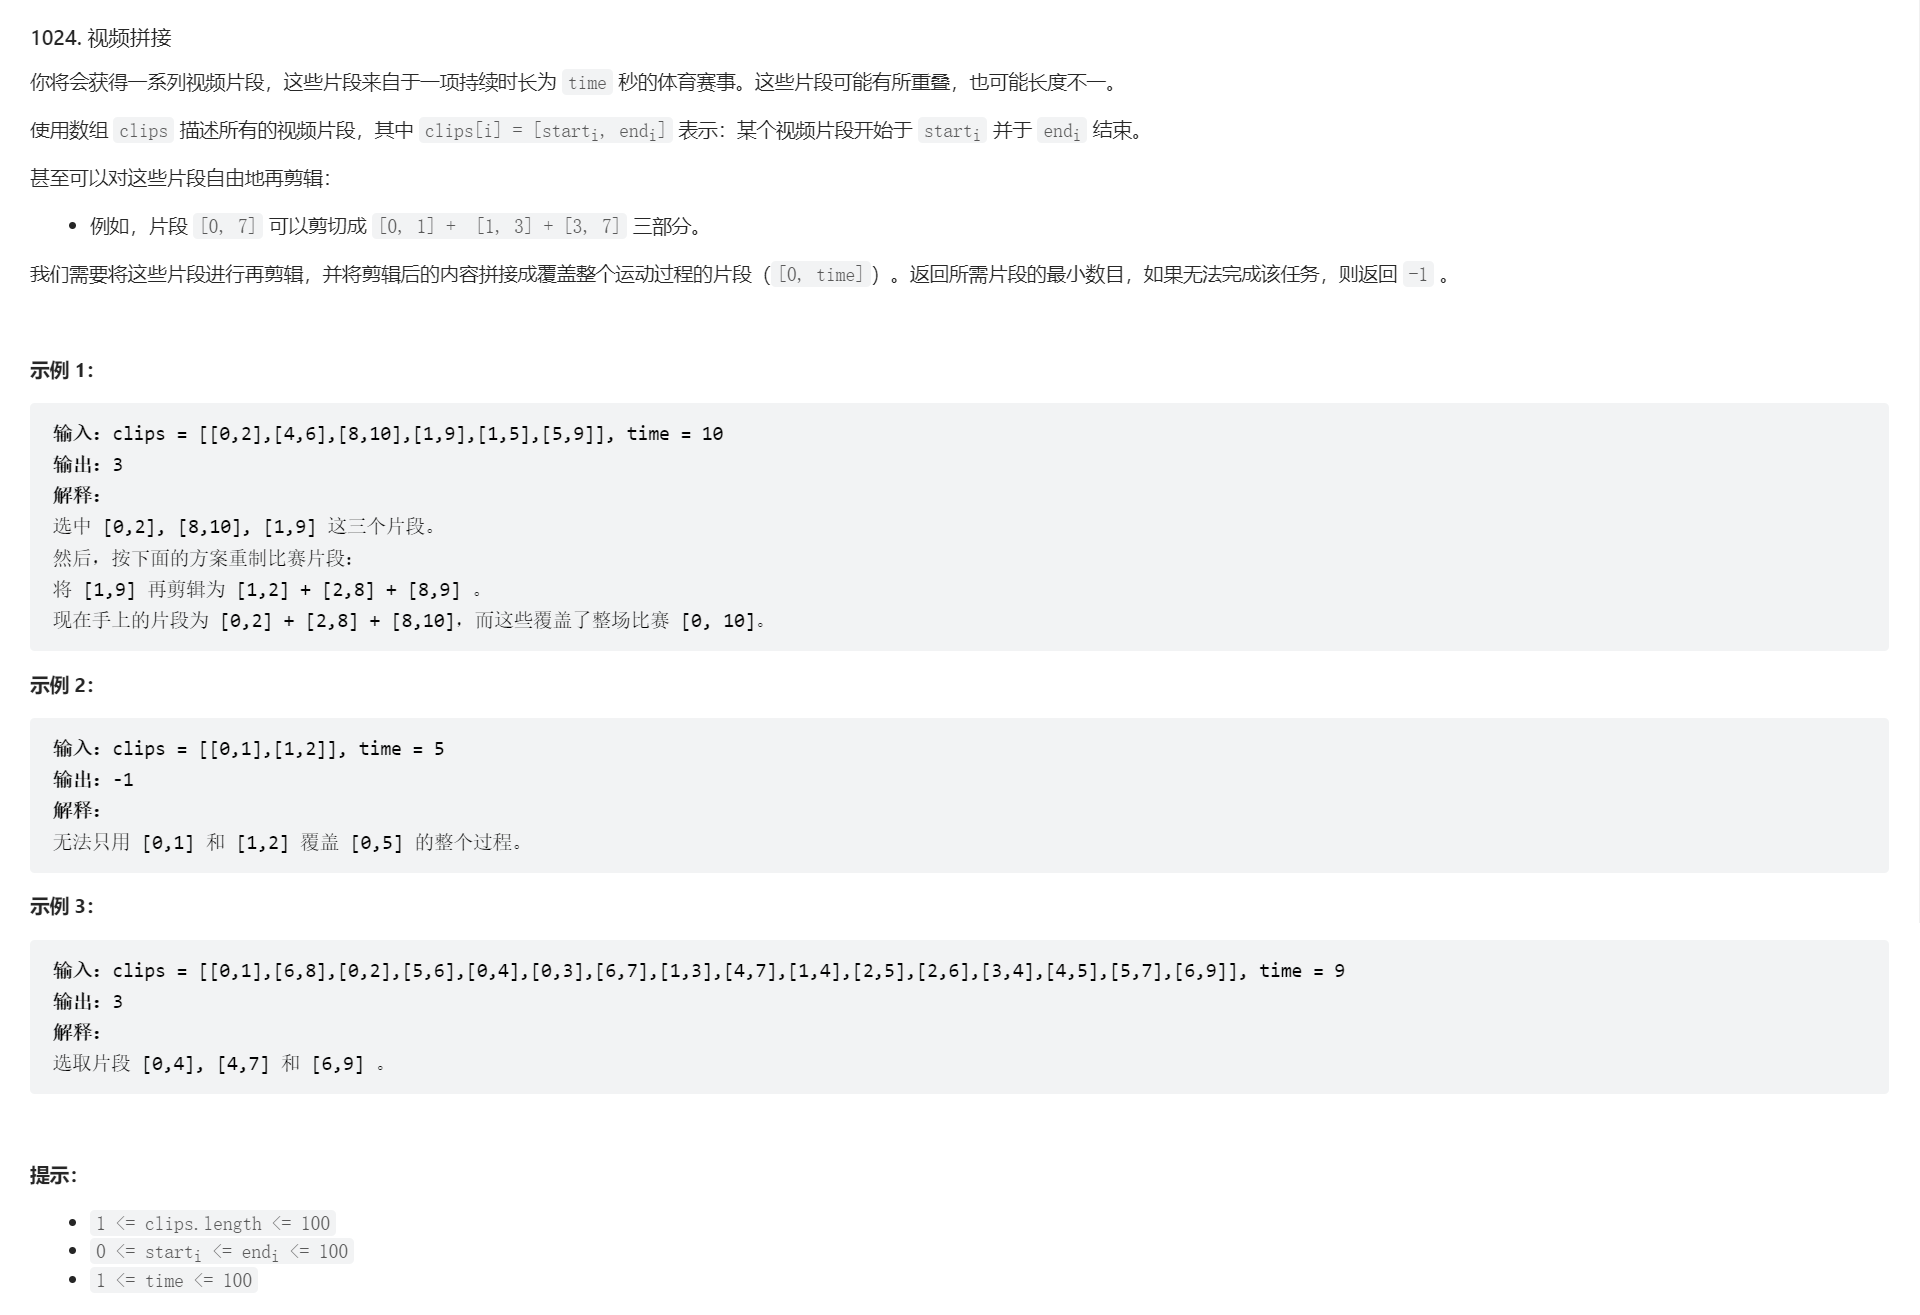 1024. 视频拼接
你将会获得一系列视频片段，这些片段来自于一项持续时长为 time 秒的体育赛事。这些片段可能有所重叠，也可能长度不一。
使用数组 clips 描述所有的视频片段，其中 clips[i] = [starti, endi] 表示：某个视频片段开始于 starti 并于 endi 结束。
甚至可以对这些片段自由地再剪辑：
• 例如，片段 [0, 7] 可以剪切成 [0, 1] + [1, 3] + [3, 7] 三部分。
我们需要将这些片段进行再剪辑，并将剪辑后的内容拼接成覆盖整个运动过程的片段（[0, time]）。返回所需片段的最小数目，如果无法完成该任务，则返回 -1 。
示例 1：
输入：clips = [[0,2],[4,6],[8,10],[1,9],[1,5],[5,9]], time = 10
输出：3
解释：
选中 [0,2], [8,10], [1,9] 这三个片段。
然后，按下面的方案重制比赛片段：
将 [1,9] 再剪辑为 [1,2] + [2,8] + [8,9] 。
现在手上的片段为 [0,2] + [2,8] + [8,10]，而这些覆盖了整场比赛 [0, 10]。
示例 2：
输入：clips = [[0,1],[1,2]], time = 5
输出：-1
解释：
无法只用 [0,1] 和 [1,2] 覆盖 [0,5] 的整个过程。
示例 3：
输入：clips = [[0,1],[6,8],[0,2],[5,6],[0,4],[0,3],[6,7],[1,3],[4,7],[1,4],[2,5],[2,6],[3,4],[4,5],[5,7],[6,9]], time = 9
输出：3
解释：
选取片段 [0,4], [4,7] 和 [6,9] 。
提示：
• 1 <= clips.length <= 100
• 0 <= starti <= endi <= 100
• 1 <= time <= 100